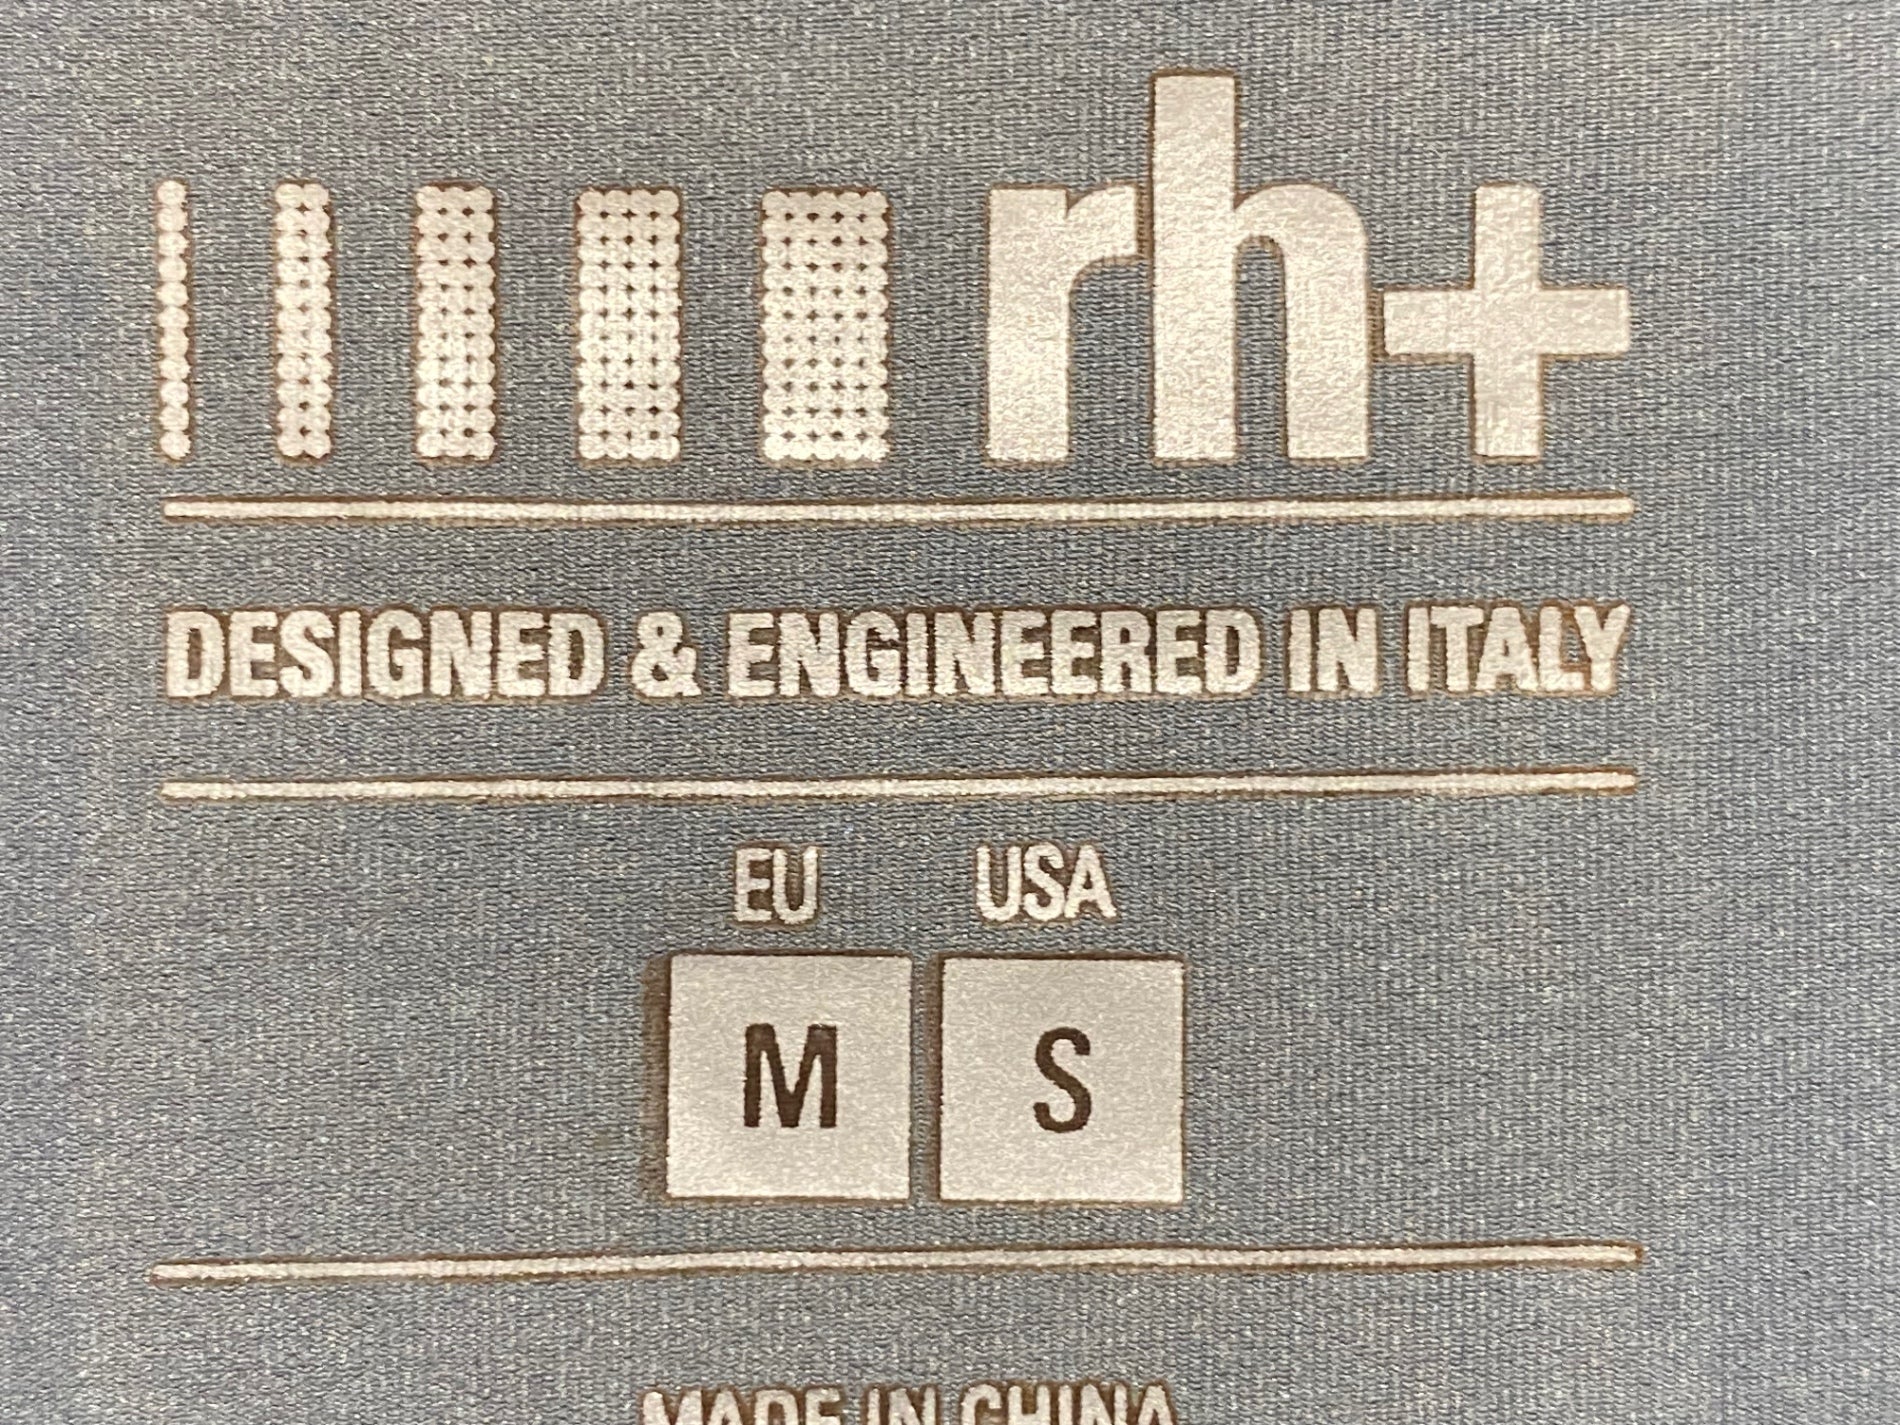 rh+
DESIGNED & ENGINEERED IN ITALY
EU USA
M S
MADE IN CHINA